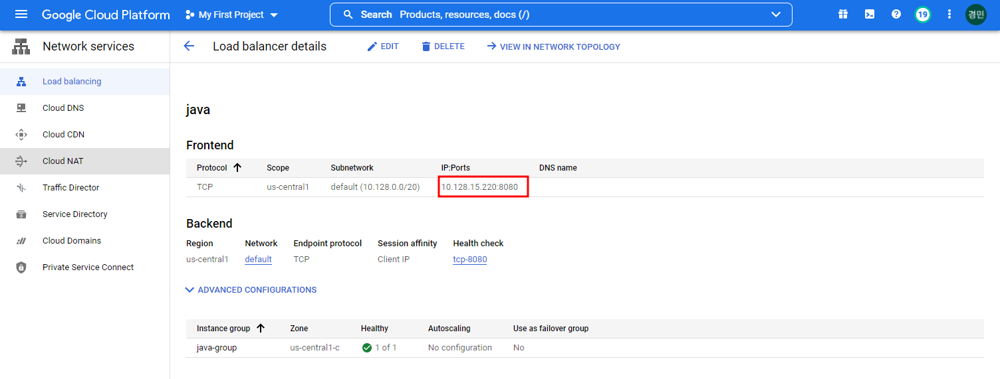 Google Cloud Platform My First Project Search Products, resources, docs (/) 19 경민
Network services Load balancer details EDIT DELETE VIEW IN NETWORK TOPOLOGY
Load balancing
Cloud DNS
Cloud CDN
Cloud NAT
Traffic Director
Service Directory
Cloud Domains
Private Service Connect
java
Frontend
Protocol Scope Subnetwork IP:Ports DNS name
TCP us-central1 default (10.128.0.0/20) 10.128.15.220:8080
Backend
Region Network Endpoint protocol Session affinity Health check
us-central1 default TCP Client IP tcp-8080
ADVANCED CONFIGURATIONS
Instance group Zone Healthy Autoscaling Use as failover group
java-group us-central1-c 1 of 1 No configuration No